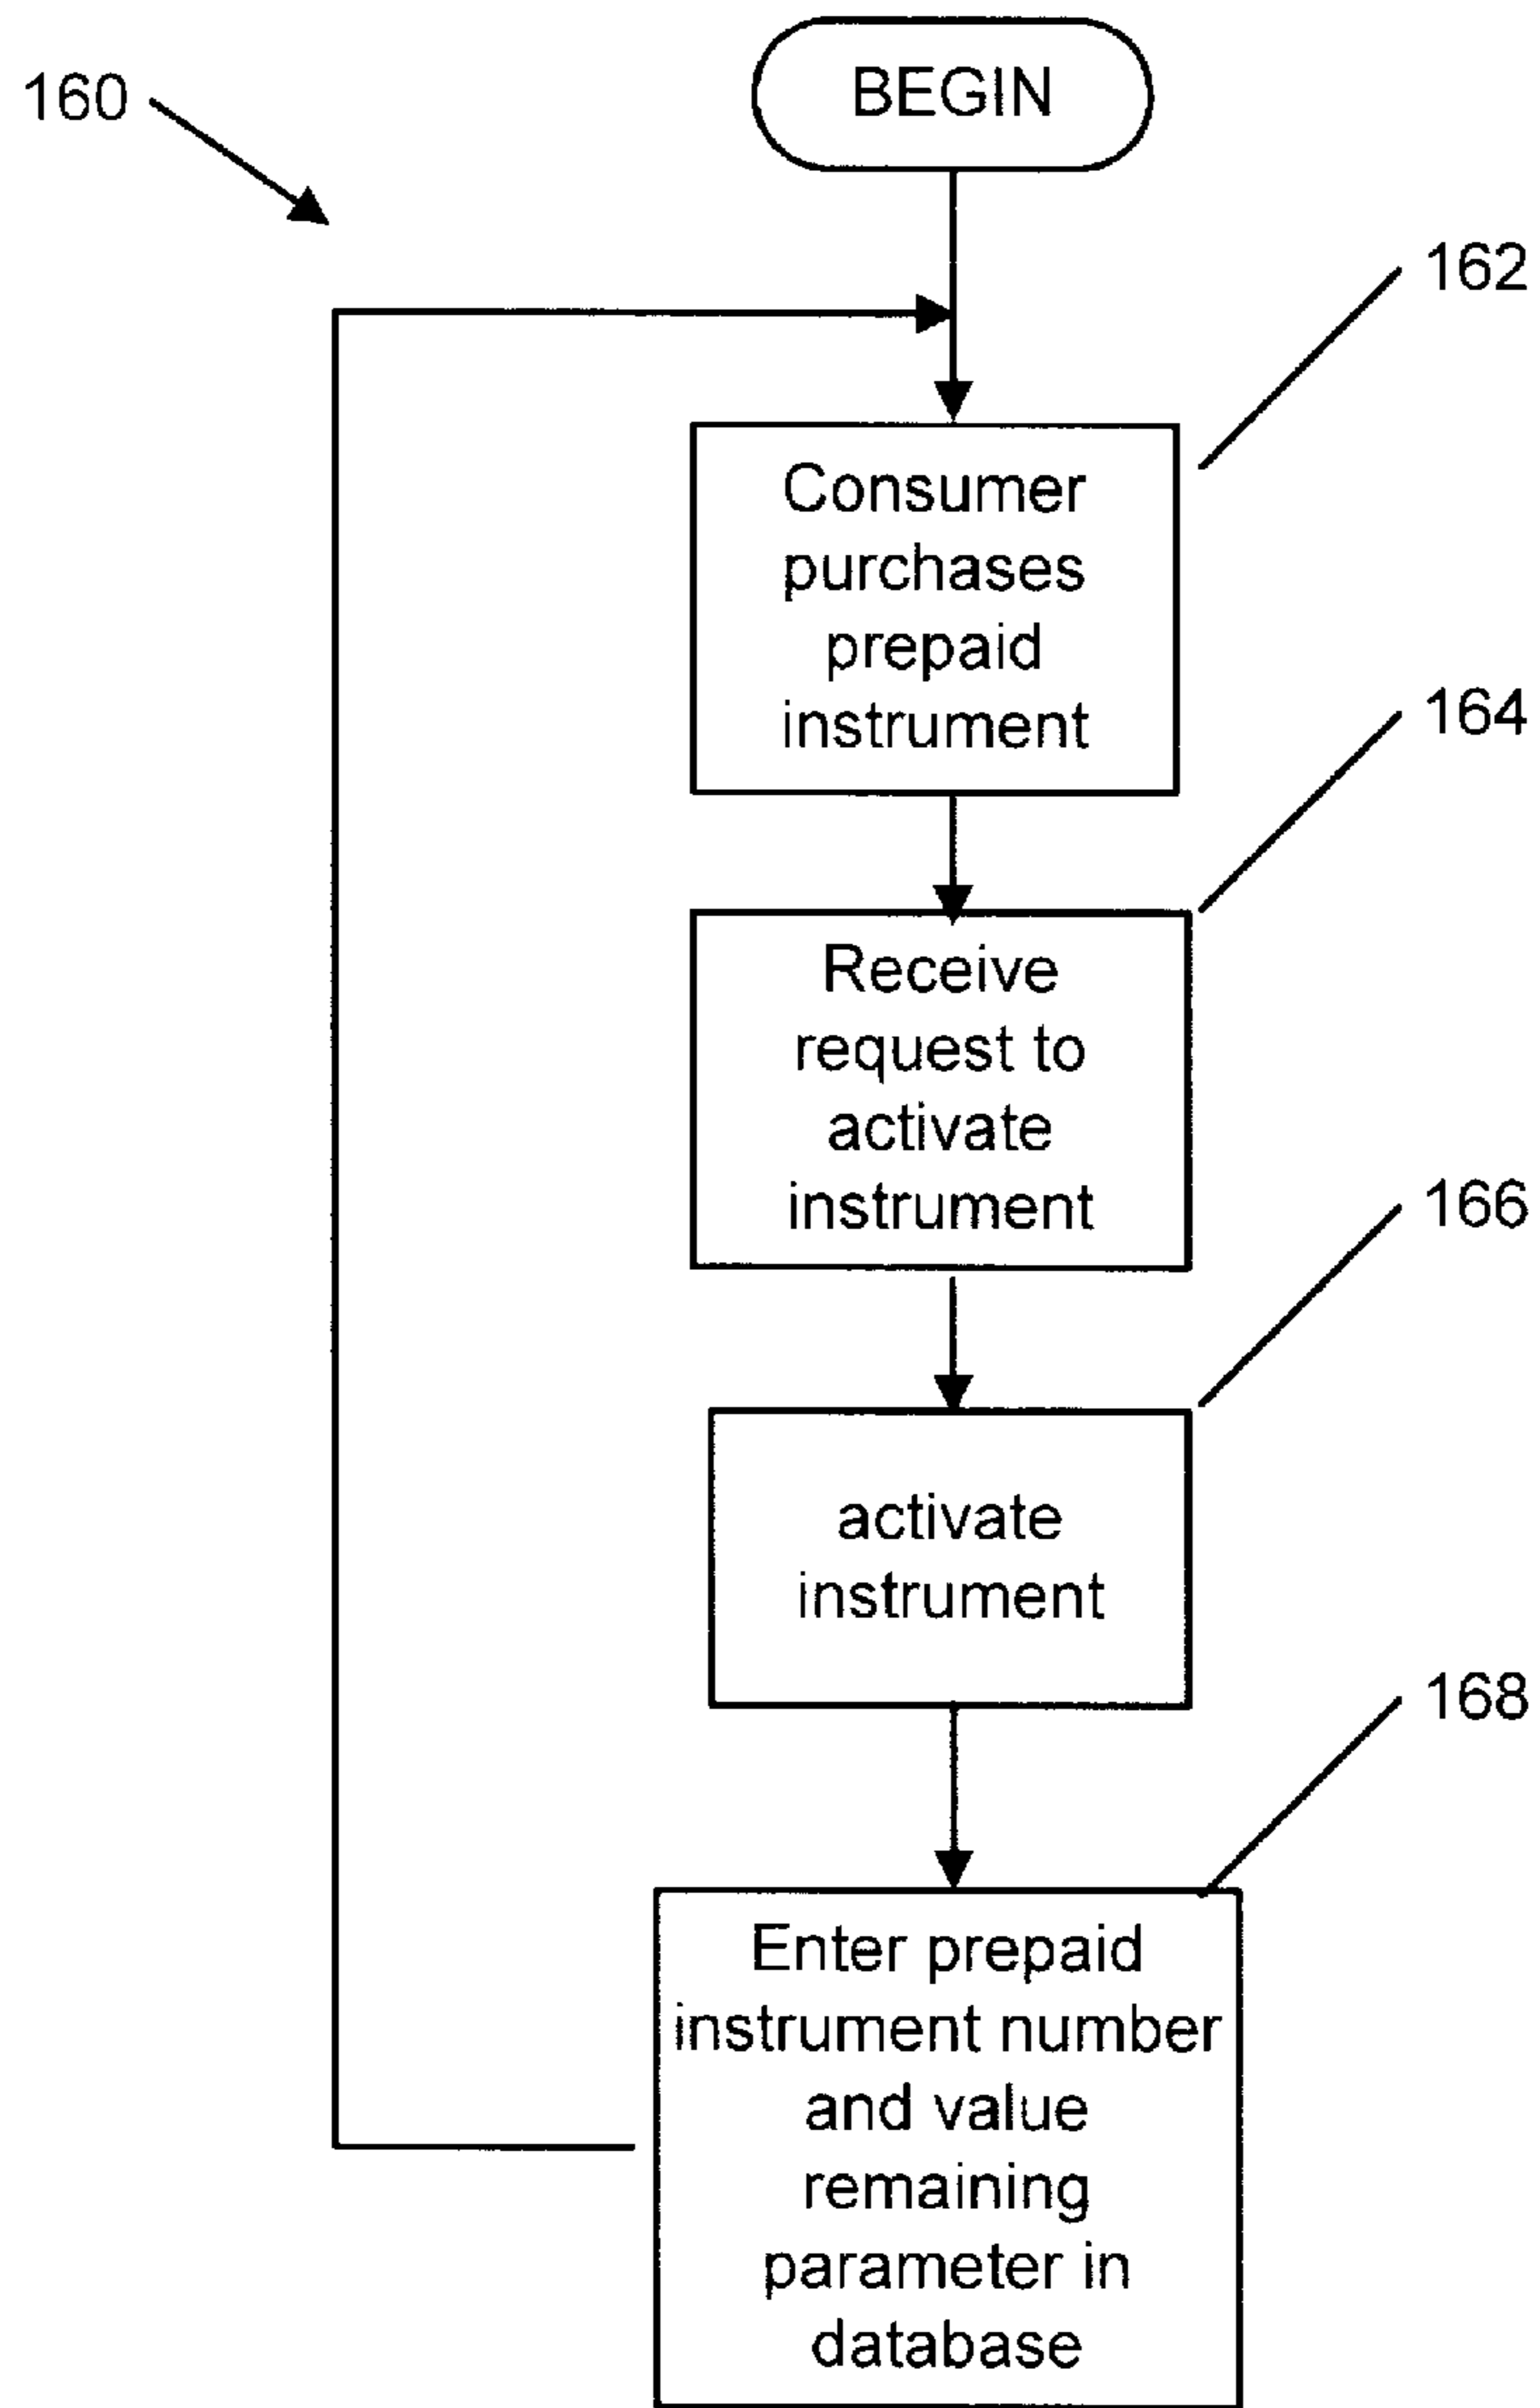 160
BEGIN
162
Consumer
purchases
prepaid
instrument
164
Receive
request to
activate
instrument
166
activate
instrument
168
Enter prepaid
instrument number
and value
remaining
parameter in
database